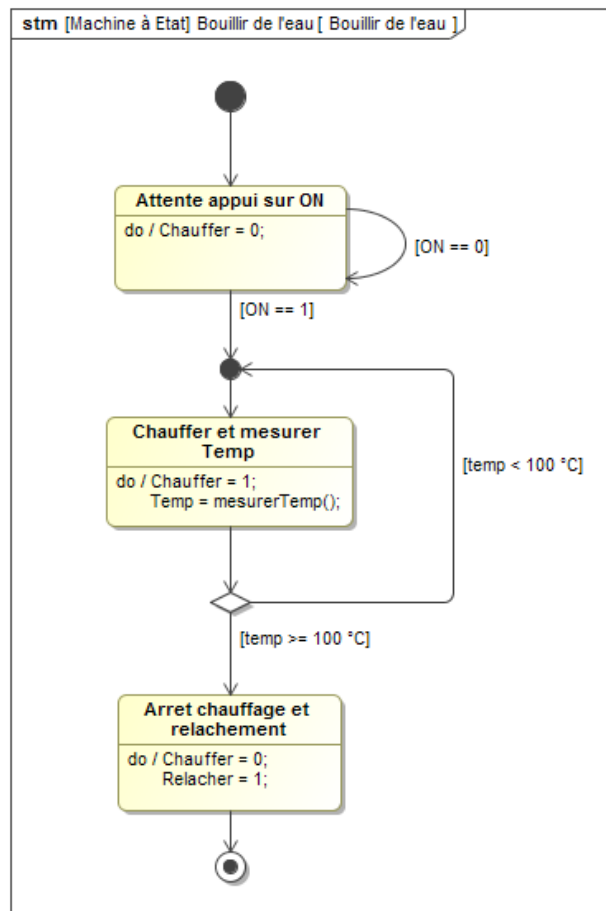 stm [Machine à Etat] Bouillir de l'eau [ Bouillir de l'eau ]
Attente appui sur ON
do / Chauffer = 0;
[ON == 0]
[ON == 1]
Chauffer et mesurer
Temp
do / Chauffer = 1;
Temp = mesurerTemp();
[temp < 100 °C]
[temp >= 100 °C]
Arret chauffage et
relachement
do / Chauffer = 0;
Relacher = 1;